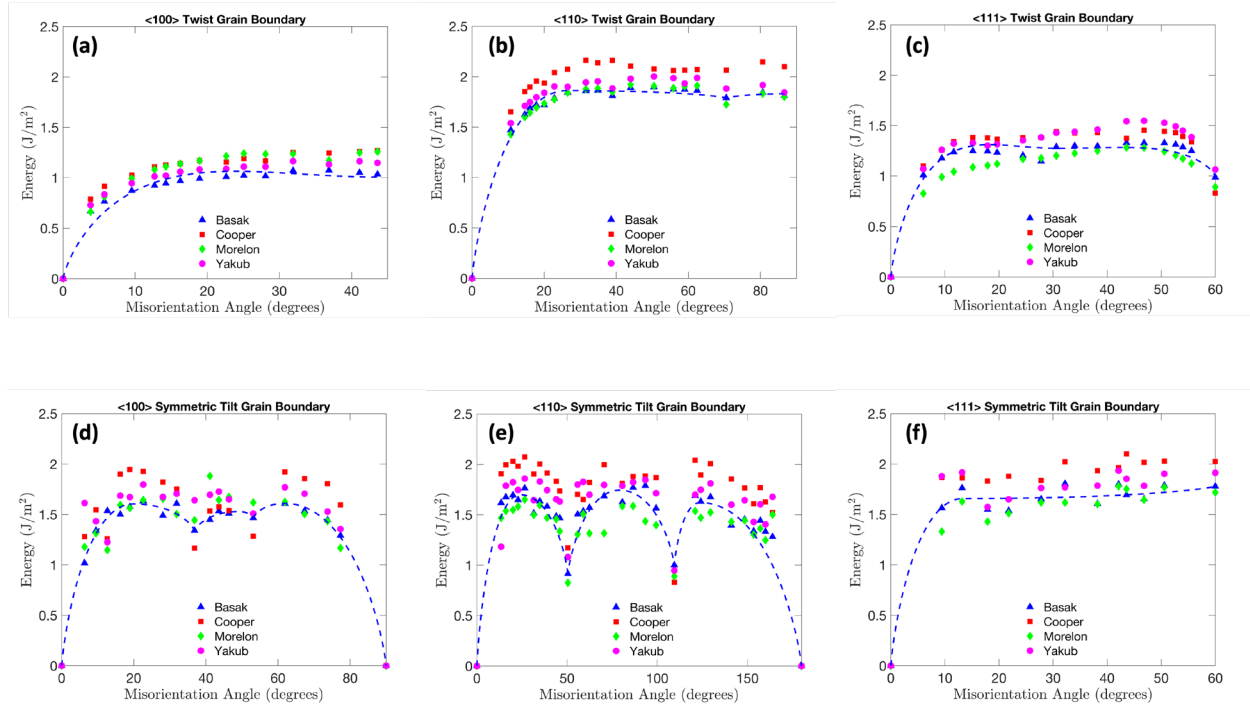 <100> Twist Grain Boundary
(a)
2.5
2
1.5
1
0.5
0
Energy (J/m²)
Basak
Cooper
Morelon
Yakub
0 10 20 30 40
Misorientation Angle (degrees)
<110> Twist Grain Boundary
(b)
2.5
2
1.5
1
0.5
0
Energy (J/m²)
Basak
Cooper
Morelon
Yakub
0 20 40 60 80
Misorientation Angle (degrees)
<111> Twist Grain Boundary
(c)
2.5
2
1.5
1
0.5
0
Energy (J/m²)
Basak
Cooper
Morelon
Yakub
0 10 20 30 40 50 60
Misorientation Angle (degrees)
<100> Symmetric Tilt Grain Boundary
(d)
2.5
2
1.5
1
0.5
0
Energy (J/m²)
Basak
Cooper
Morelon
Yakub
0 20 40 60 80
Misorientation Angle (degrees)
<110> Symmetric Tilt Grain Boundary
(e)
2.5
2
1.5
1
0.5
0
Energy (J/m²)
Basak
Cooper
Morelon
Yakub
0 50 100 150
Misorientation Angle (degrees)
<111> Symmetric Tilt Grain Boundary
(f)
2.5
2
1.5
1
0.5
0
Energy (J/m²)
Basak
Cooper
Morelon
Yakub
0 10 20 30 40 50 60
Misorientation Angle (degrees)